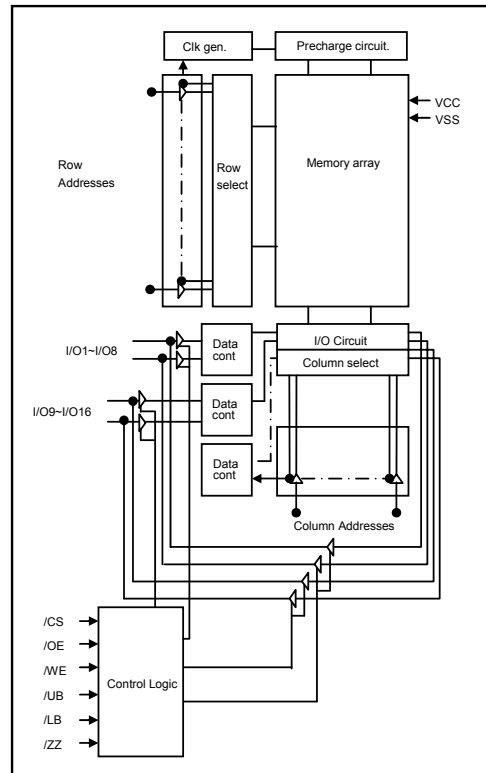 Clk gen.
Precharge circuit.
VCC
VSS
Row
Addresses
Row
select
Memory array
I/O1~I/O8
Data
cont
I/O Circuit
Column select
I/O9~I/O16
Data
cont
Data
cont
Column Addresses
/CS
/OE
/WE
/UB
/LB
/ZZ
Control Logic